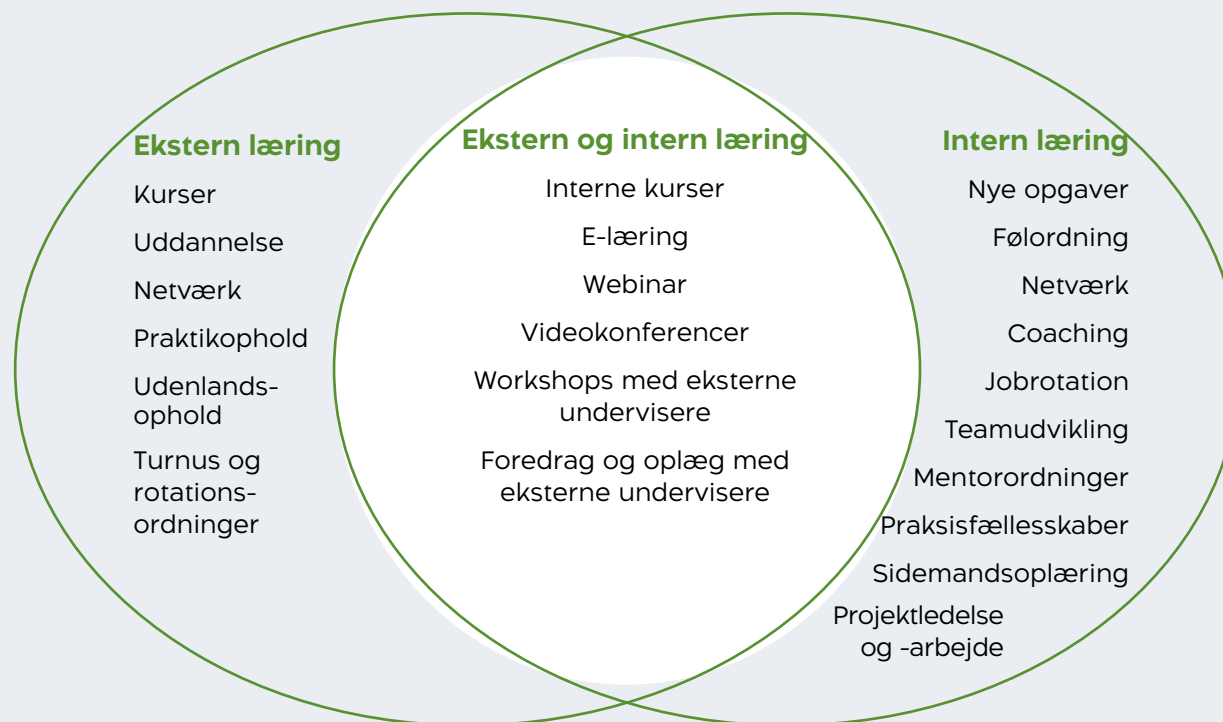 Ekstern læring
Kurser
Uddannelse
Netværk
Praktikophold
Udenlands-
ophold
Turnus og
rotations-
ordninger
Ekstern og intern læring
Interne kurser
E-læring
Webinar
Videokonferencer
Workshops med eksterne
undervisere
Foredrag og oplæg med
eksterne undervisere
Intern læring
Nye opgaver
Følordning
Netværk
Coaching
Jobrotation
Teamudvikling
Mentorordninger
Praksisfællesskaber
Sidemandsoplæring
Projektledelse
og -arbejde